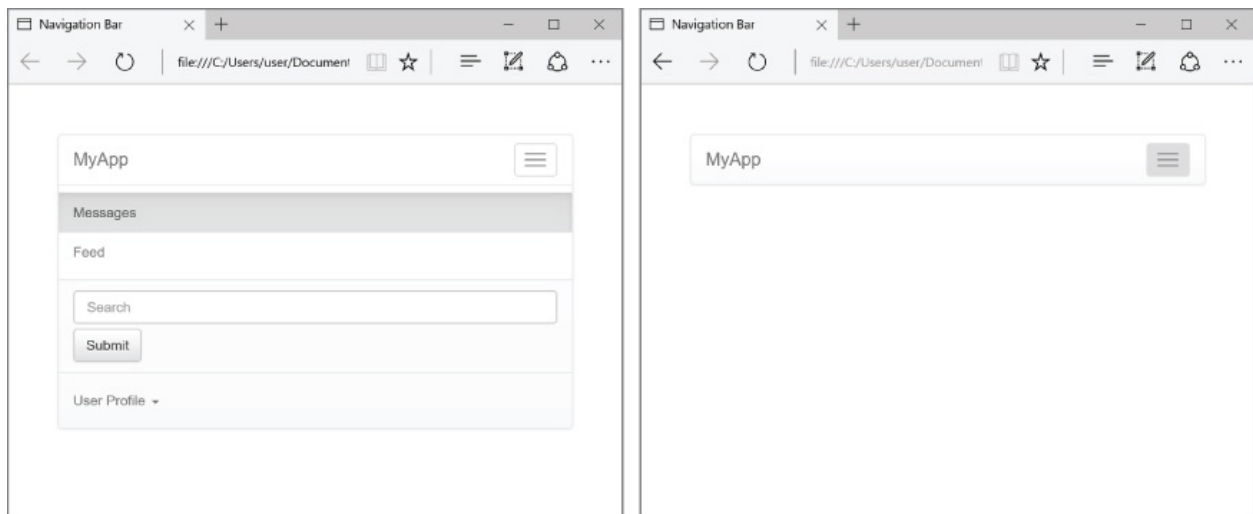 Navigation Bar
file:///C:/Users/user/Document
MyApp
Messages
Feed
Search
Submit
User Profile
Navigation Bar
file:///C:/Users/user/Document
MyApp